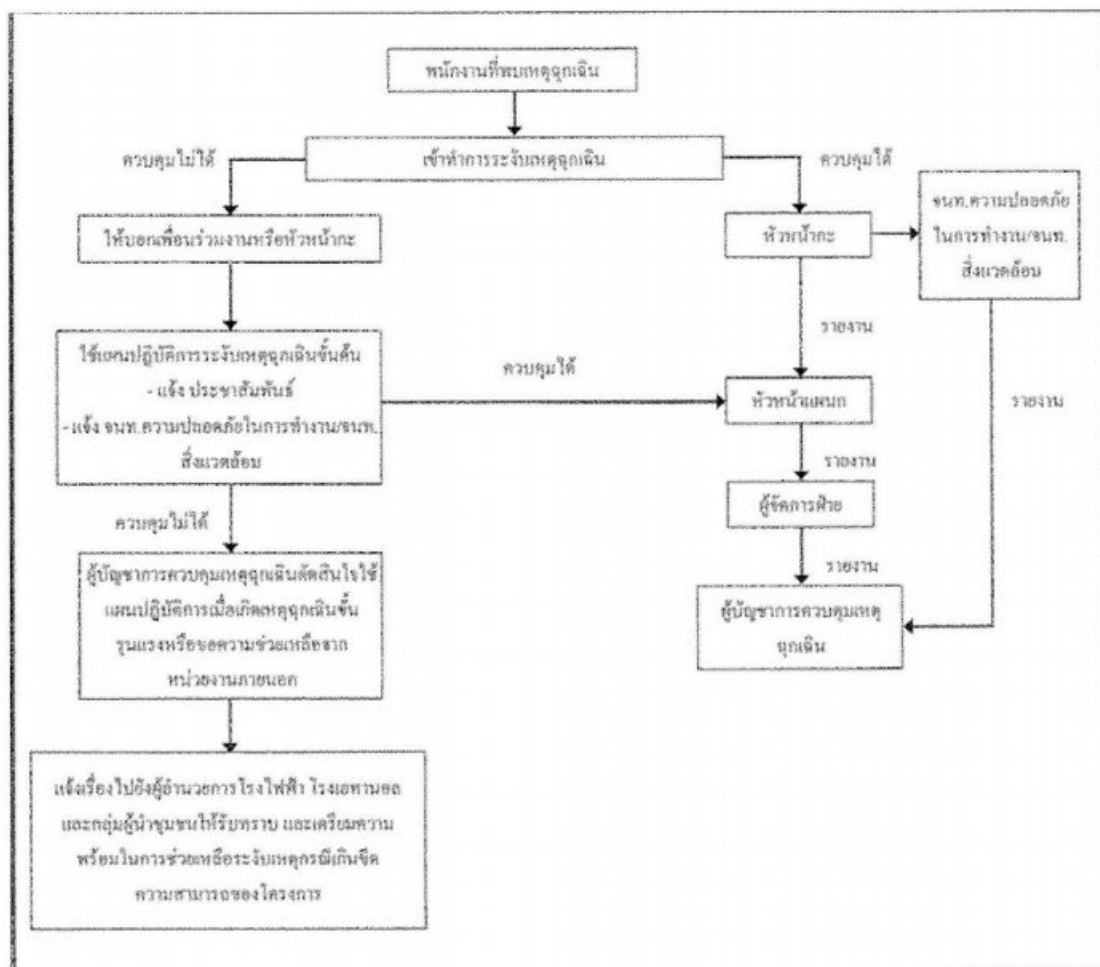 พนักงานที่พบเหตุฉุกเฉิน
เข้าทำการระงับเหตุฉุกเฉิน
ควบคุมไม่ได้
ควบคุมได้
ให้บอกเพื่อนร่วมงานหรือหัวหน้ากะ
หัวหน้ากะ
จนท.ความปลอดภัย
ในการทำงาน/จนท.
สิ่งแวดล้อม
รายงาน
ใช้แผนปฏิบัติการระงับเหตุฉุกเฉินขั้นต้น
- แจ้ง ประชาสัมพันธ์
- แจ้ง จนท.ความปลอดภัยในการทำงาน/จนท.
สิ่งแวดล้อม
ควบคุมได้
หัวหน้าแผนก
รายงาน
รายงาน
ผู้จัดการฝ่าย
ควบคุมไม่ได้
รายงาน
ผู้บัญชาการควบคุมเหตุฉุกเฉินตัดสินใจใช้
แผนปฏิบัติการเมื่อเกิดเหตุฉุกเฉินขั้น
รุนแรงหรือขอความช่วยเหลือจาก
หน่วยงานภายนอก
ผู้บัญชาการควบคุมเหตุ
ฉุกเฉิน
แจ้งเรื่องไปยังผู้อำนวยการโรงไฟฟ้า โรงเอทานอล
และกลุ่มผู้นำชุมชนให้รับทราบ และเตรียมความ
พร้อมในการช่วยเหลือระงับเหตุกรณีเกินขีด
ความสามารถของโครงการ